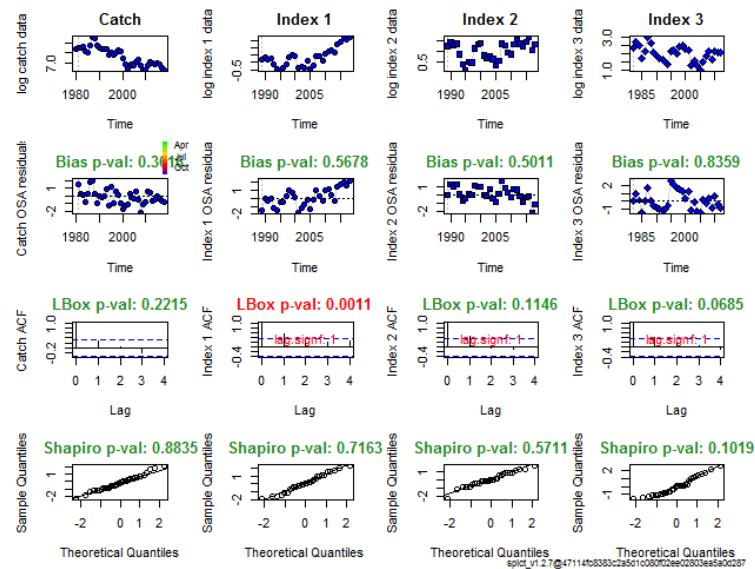 Catch Index 1 Index 2 Index 3
log catch data log index 1 data log index 2 data log index 3 data
7.0 -0.5 0.5 1.0 3.0
1980 2000 1990 2005 1990 2005 1985 2000
Time Time Time Time
Bias p-val: Bias p-val: 0.5678 Bias p-val: 0.5011 Bias p-val: 0.8359
Apr
Oct
Catch OSA residuals Index 1 OSA residua Index 2 OSA residua Index 3 OSA residua
-2 1 -2 1 -2 1 -1 2
1980 2000 1990 2005 1990 2005 1985 2000
Time Time Time Time
LBox p-val: 0.2215 LBox p-val: 0.0011 LBox p-val: 0.1146 LBox p-val: 0.0685
Catch ACF Index 1 ACF Index 2 ACF Index 3 ACF
-0.2 1.0 -0.4 1.0 -0.4 1.0 -0.4 1.0
lag.signf: 1 lag.signf: 1 lag.signf: 1
0 1 2 3 4 0 1 2 3 4 0 1 2 3 4 0 1 2 3 4
Lag Lag Lag Lag
Shapiro p-val: 0.8835 Shapiro p-val: 0.7163 Shapiro p-val: 0.5711 Shapiro p-val: 0.1019
Sample Quantiles Sample Quantiles Sample Quantiles Sample Quantiles
-2 1 -2 1 -2 1 -1 2
-2 0 1 2 -2 0 1 2 -2 0 1 2 -2 0 1 2
Theoretical Quantiles Theoretical Quantiles Theoretical Quantiles Theoretical Quantiles